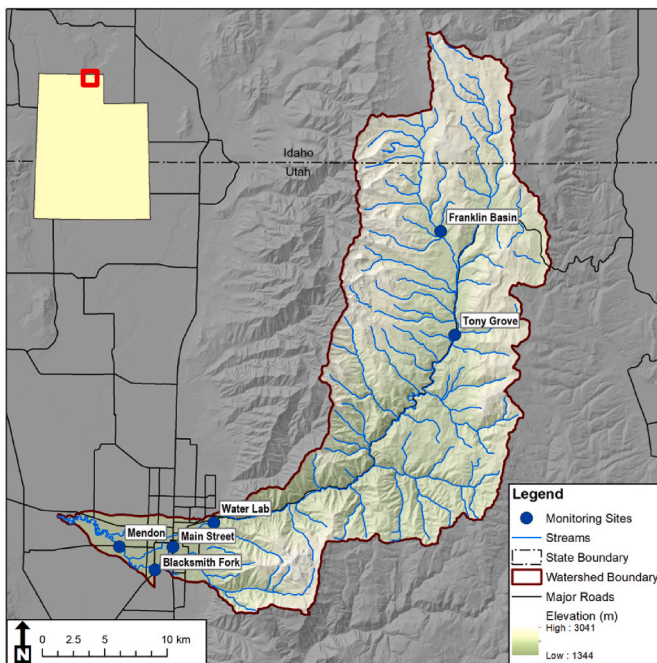 Idaho
Utah
Franklin Basin
Tony Grove
Water Lab
Mendon
Main Street
Blacksmith Fork
Legend
Monitoring Sites
Streams
State Boundary
Watershed Boundary
Major Roads
Elevation (m)
High : 3041
Low : 1344
N
0 2.5 5 10 km